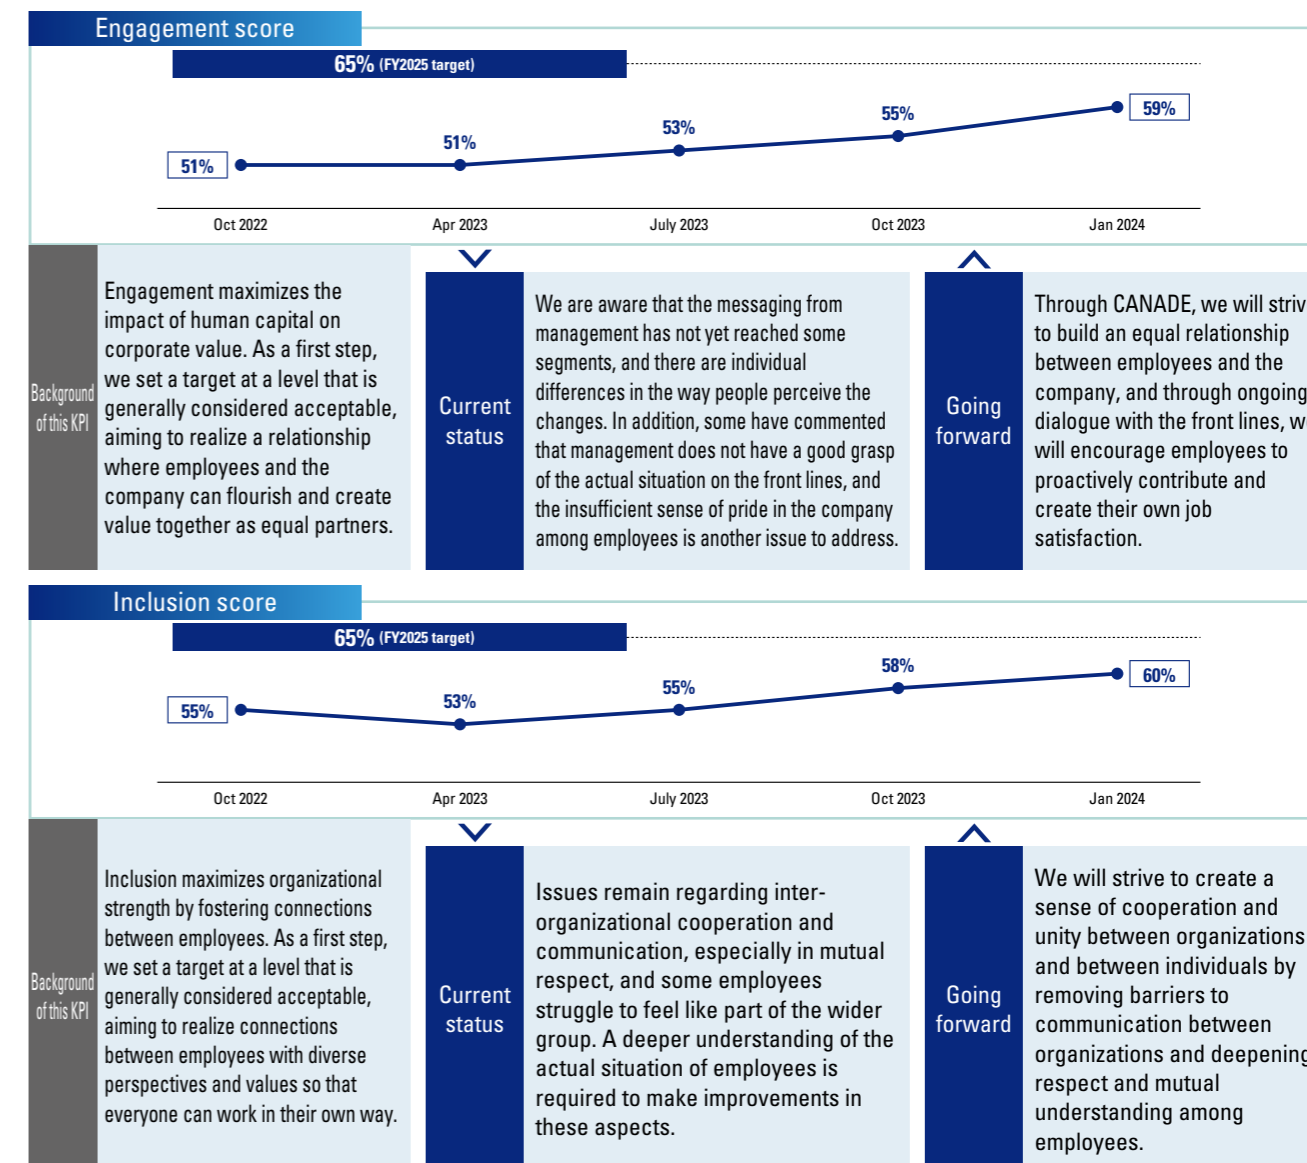 Engagement score
65% (FY2025 target)
51%
51%
53%
55%
59%
Oct 2022
Apr 2023
July 2023
Oct 2023
Jan 2024
Background
of this KPI
Engagement maximizes the
impact of human capital on
corporate value. As a first step,
we set a target at a level that is
generally considered acceptable,
aiming to realize a relationship
where employees and the
company can flourish and create
value together as equal partners.
Current
status
We are aware that the messaging from
management has not yet reached some
segments, and there are individual
differences in the way people perceive the
changes. In addition, some have commented
that management does not have a good grasp
of the actual situation on the front lines, and
the insufficient sense of pride in the company
among employees is another issue to address.
Going
forward
Through CANADE, we will
to build an equal relationship
between employees and the
company, and through ongoing
dialogue with the front lines,
will encourage employees to
proactively contribute and
create their own job
satisfaction.
Inclusion score
65% (FY2025 target)
55%
53%
55%
58%
60%
Oct 2022
Apr 2023
July 2023
Oct 2023
Jan 2024
Background
of this KPI
Inclusion maximizes organizational
strength by fostering connections
between employees. As a first step,
we set a target at a level that is
generally considered acceptable,
aiming to realize connections
between employees with diverse
perspectives and values so that
everyone can work in their own way.
Current
status
Issues remain regarding inter-
organizational cooperation and
communication, especially in mutual
respect, and some employees
struggle to feel like part of the wider
group. A deeper understanding of the
actual situation of employees is
required to make improvements in
these aspects.
Going
forward
We will strive to create a
sense of cooperation and
unity between organizations
and between individuals by
removing barriers to
communication between
organizations and deepening
respect and mutual
understanding among
employees.